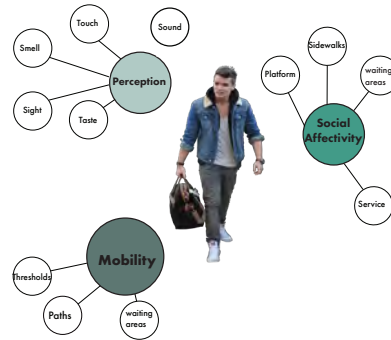 Touch
Sound
Smell
Perception
Sight
Taste
Sidewalks
Platform
waiting
areas
Social
Affectivity
Service
Mobility
Thresholds
Paths
waiting
areas